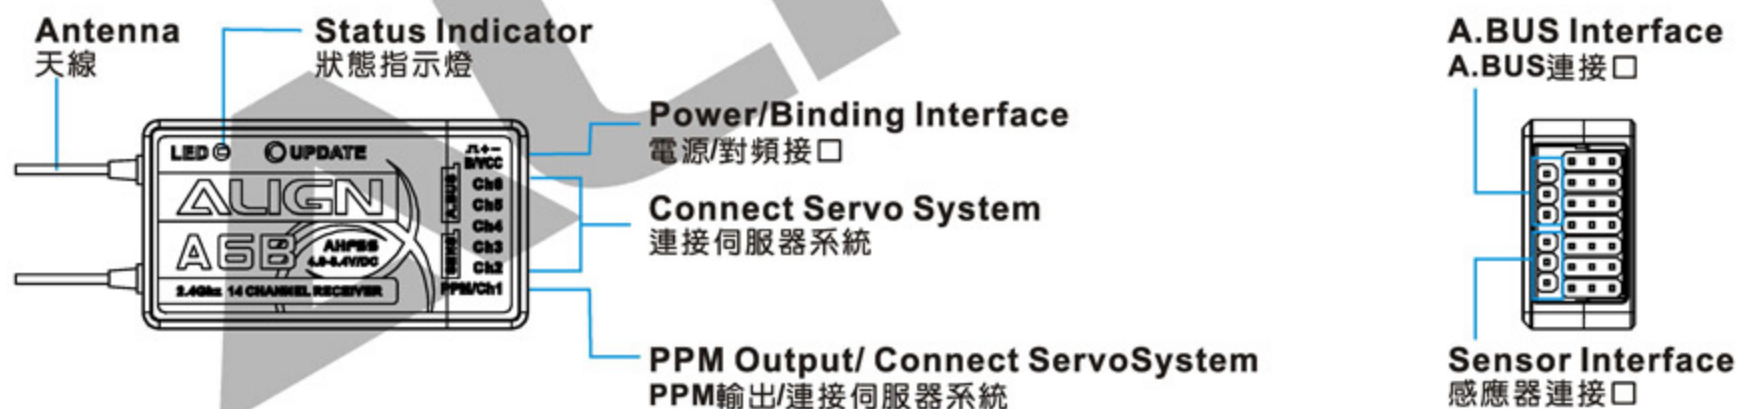 Antenna
天線
Status Indicator
狀態指示燈
Power/Binding Interface
電源/對頻接口
Connect Servo System
連接伺服器系統
PPM Output/ Connect ServoSystem
PPM輸出/連接伺服器系統
LED
UPDATE
ALIGN
A6B
4.8-8.4V/DC
2.4Ghz 14 CHANNEL RECEIVER
A.BUS
B/VCC
Ch6
Ch5
Ch4
Ch3
Ch2
PPM/Ch1
A.BUS Interface
A.BUS連接口
Sensor Interface
感應器連接口